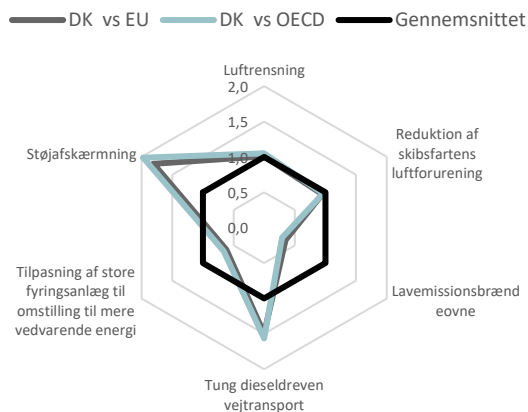 DK vs EU
DK vs OECD
Gennemsnittet
Luftrensning
2,0
1,5
1,0
0,5
0,0
Reduktion af
skibsfartens
luftforurening
Lavemissionsbrænd
eovne
Tung dieseldreven
vejtransport
Tilpasning af store
fyringsanlæg til
omstilling til mere
vedvarende energi
Støjafskærmning